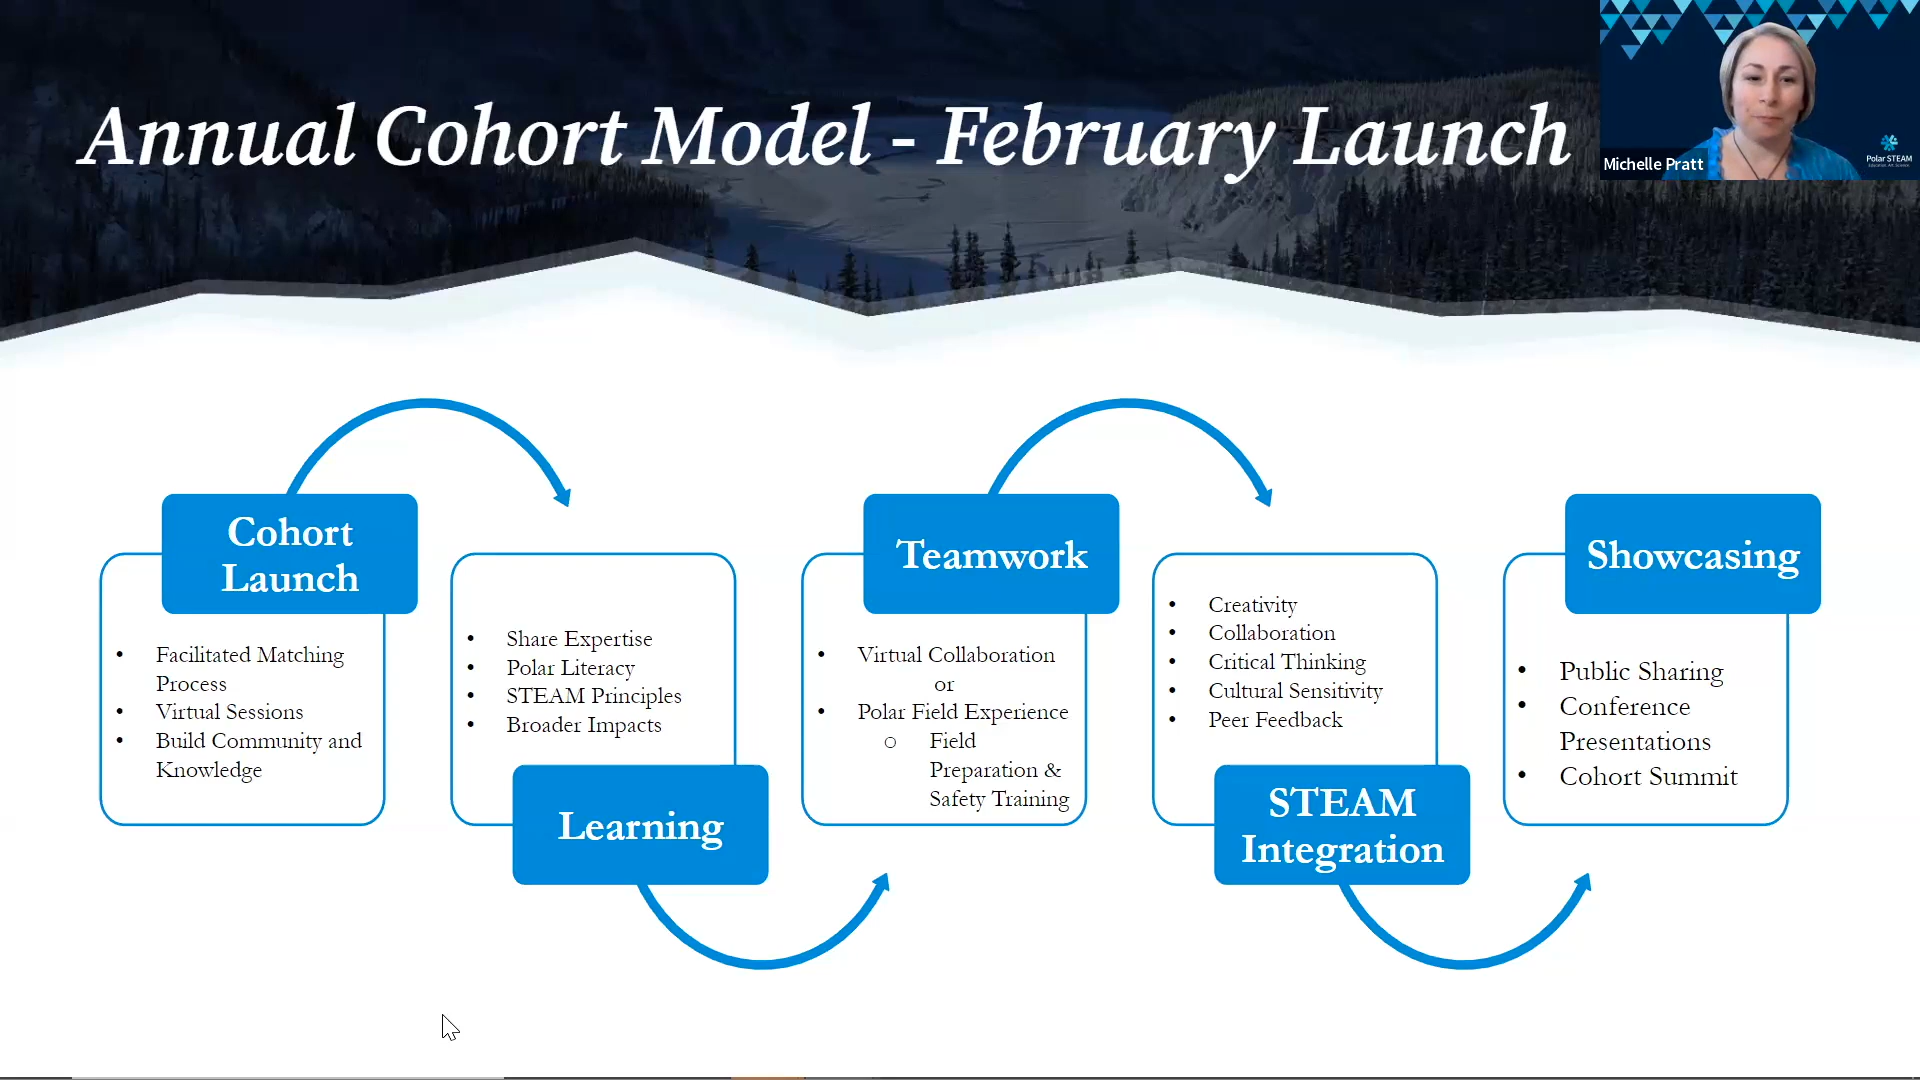 Annual Cohort Model - February Launch
Michelle Pratt
Polar STEAM
Cohort
Launch
• Facilitated Matching
Process
• Virtual Sessions
• Build Community and
Knowledge
• Share Expertise
• Polar Literacy
• STEAM Principles
• Broader Impacts
Learning
Teamwork
• Virtual Collaboration
or
• Polar Field Experience
o Field
Preparation &
Safety Training
• Creativity
• Collaboration
• Critical Thinking
• Cultural Sensitivity
• Peer Feedback
STEAM
Integration
Showcasing
• Public Sharing
• Conference
Presentations
• Cohort Summit